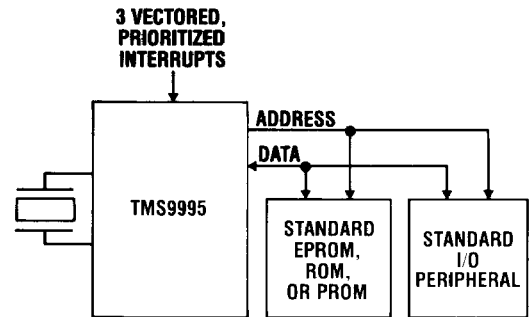 3 VECTORED,
PRIORITIZED
INTERRUPTS
ADDRESS
DATA
TMS9995
STANDARD
EPROM,
ROM,
OR PROM
STANDARD
I/O
PERIPHERAL